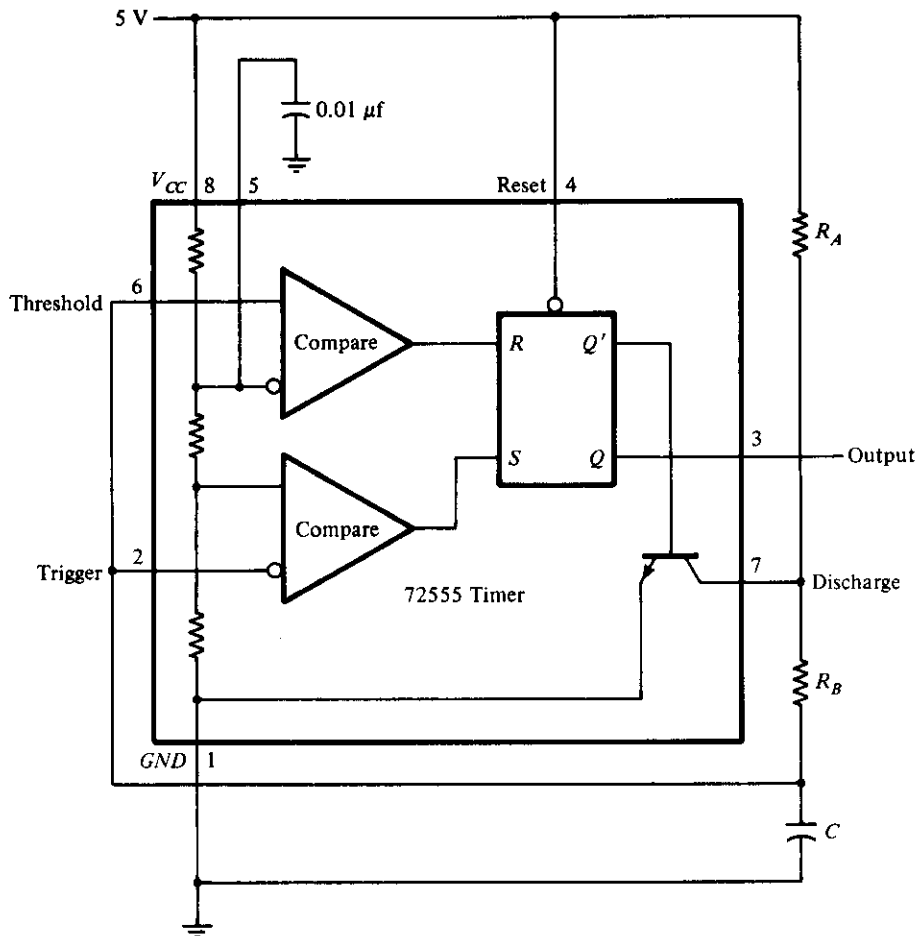 5 V
0.01 μf
V_CC 8 5
Reset 4
R_A
6
Threshold
Compare
R Q'
3
S Q
Output
Compare
2
Trigger
7
72555 Timer
Discharge
R_B
GND 1
C